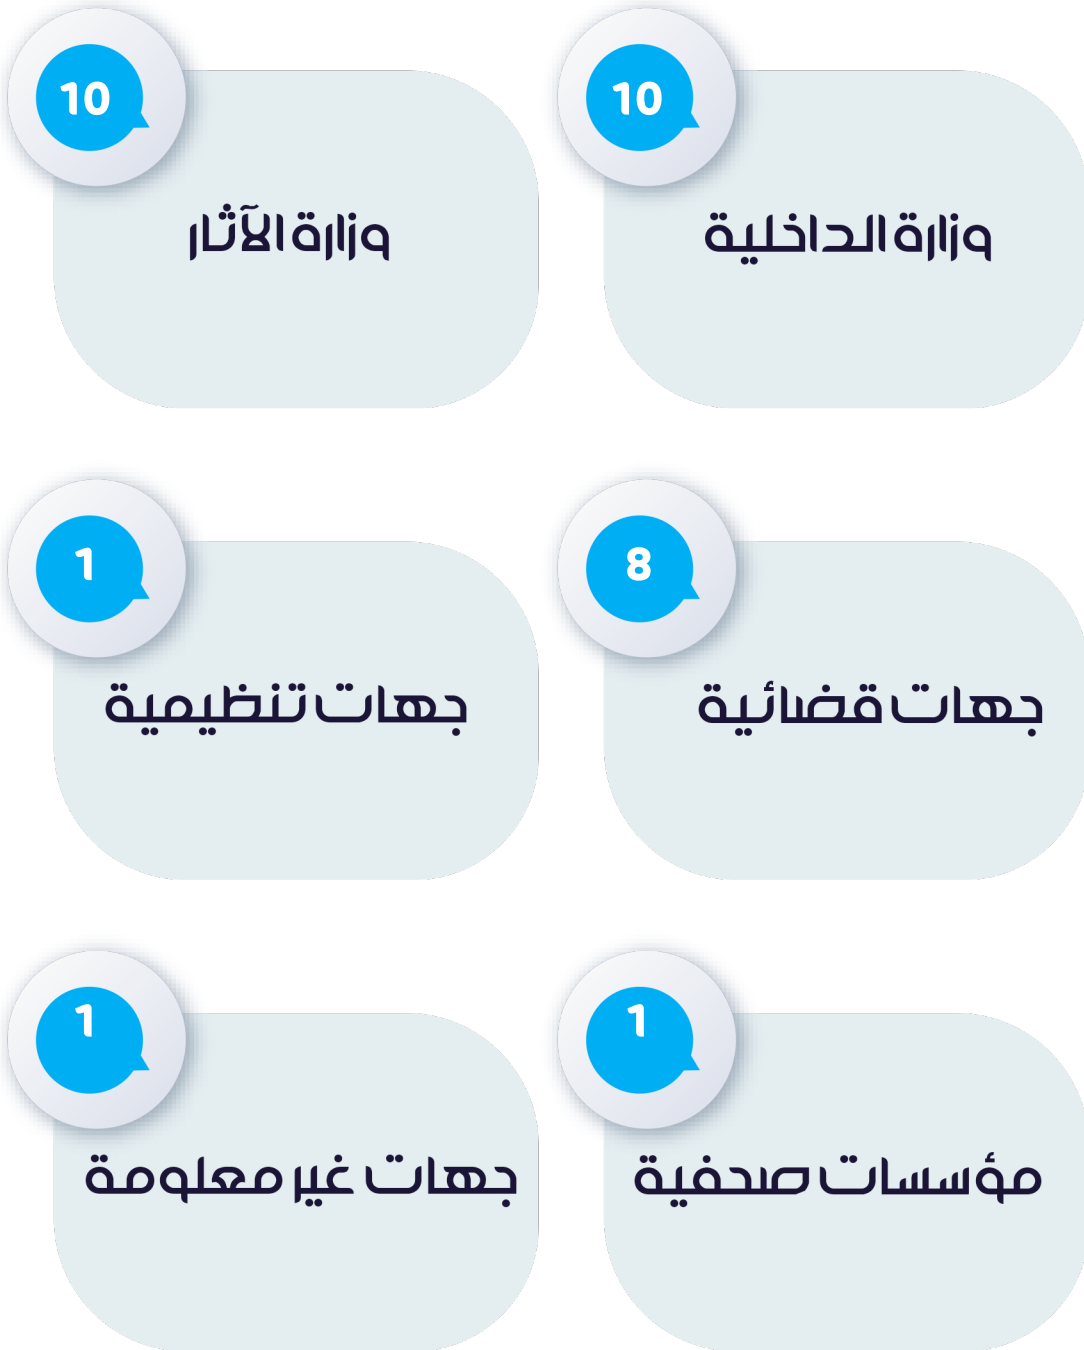 10
وزارة الداخلية
10
وزارة الآثار
8
جهات قضائية
1
جهات تنظيمية
1
مؤسسات صحفية
1
جهات غير معلومة